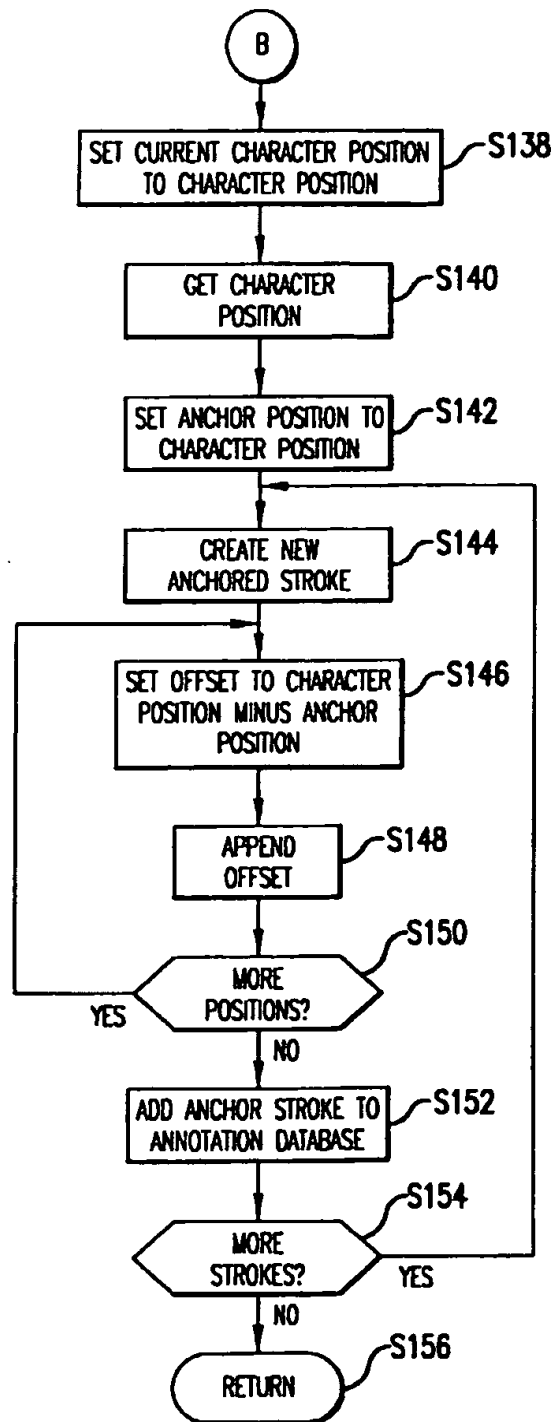 B
SET CURRENT CHARACTER POSITION
TO CHARACTER POSITION
S138
GET CHARACTER
POSITION
S140
SET ANCHOR POSITION TO
CHARACTER POSITION
S142
CREATE NEW
ANCHORED STROKE
S144
SET OFFSET TO CHARACTER
POSITION MINUS ANCHOR
POSITION
S146
APPEND
OFFSET
S148
MORE
POSITIONS?
S150
YES
NO
ADD ANCHOR STROKE TO
ANNOTATION DATABASE
S152
MORE
STROKES?
S154
YES
NO
RETURN
S156